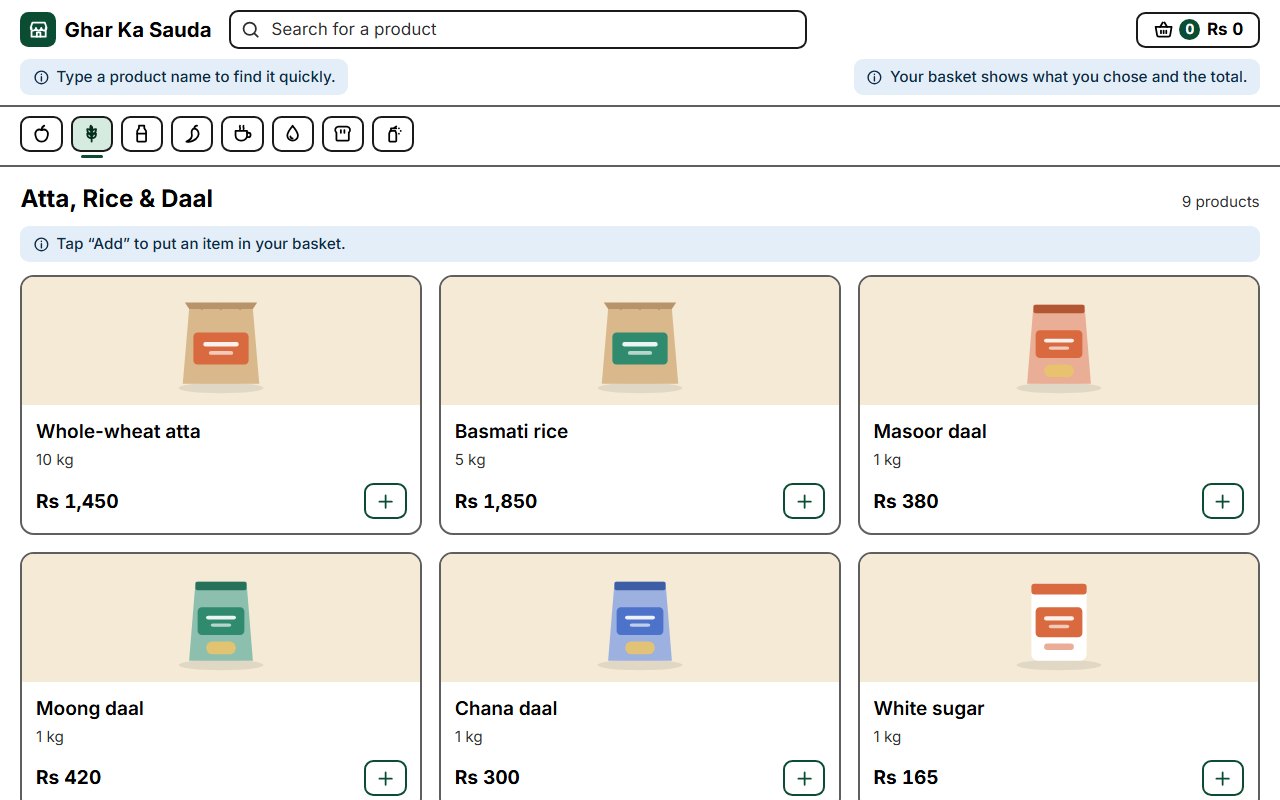 Ghar Ka Sauda
Search for a product
0 Rs 0
Type a product name to find it quickly.
Your basket shows what you chose and the total.
Atta, Rice & Daal
9 products
Tap “Add” to put an item in your basket.
Whole-wheat atta
10 kg
Rs 1,450
Basmati rice
5 kg
Rs 1,850
Masoor daal
1 kg
Rs 380
Moong daal
1 kg
Rs 420
Chana daal
1 kg
Rs 300
White sugar
1 kg
Rs 165